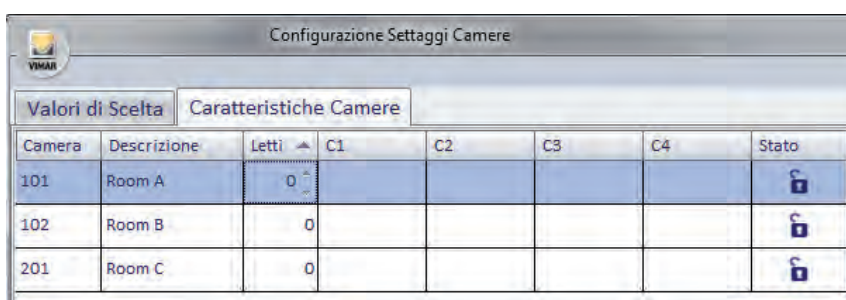 Configurazione Settaggi Camere
VIMAR
Valori di Scelta Caratteristiche Camere
Camera Descrizione Letti C1 C2 C3 C4 Stato
101 Room A 0
102 Room B 0
201 Room C 0